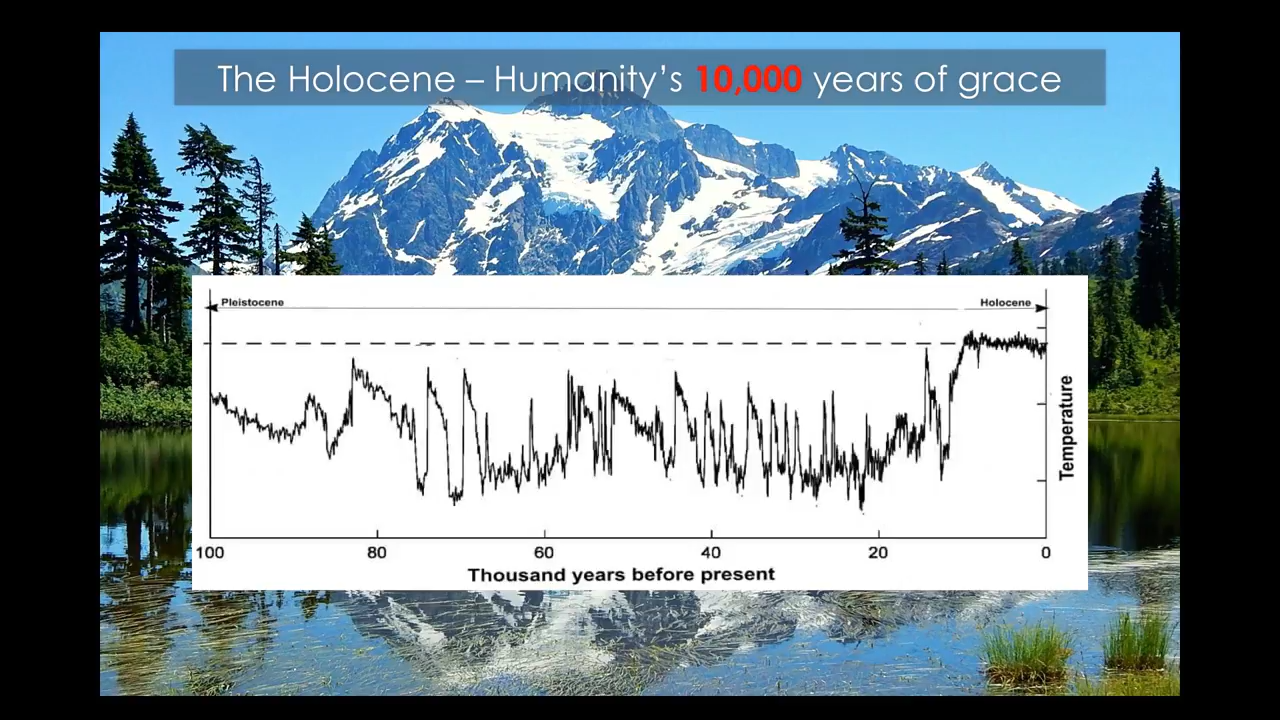 The Holocene – Humanity's 10,000 years of grace
Pleistocene Holocene
Temperature
100 80 60 40 20 0
Thousand years before present